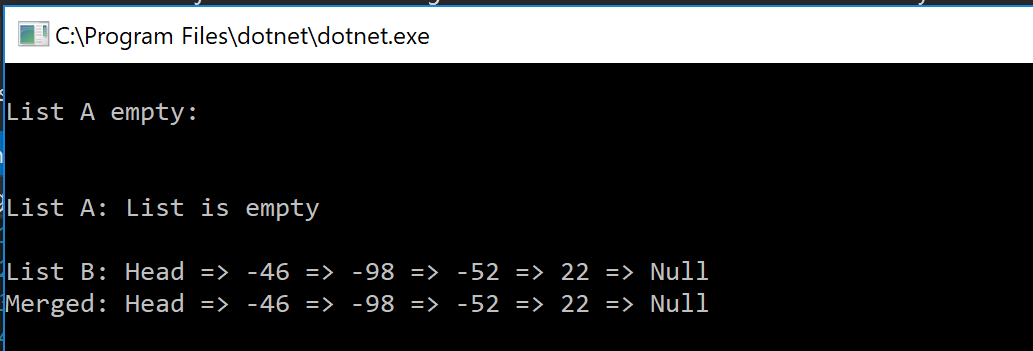 C:\Program Files\dotnet\dotnet.exe
List A empty:
List A: List is empty
List B: Head => -46 => -98 => -52 => 22 => Null
Merged: Head => -46 => -98 => -52 => 22 => Null